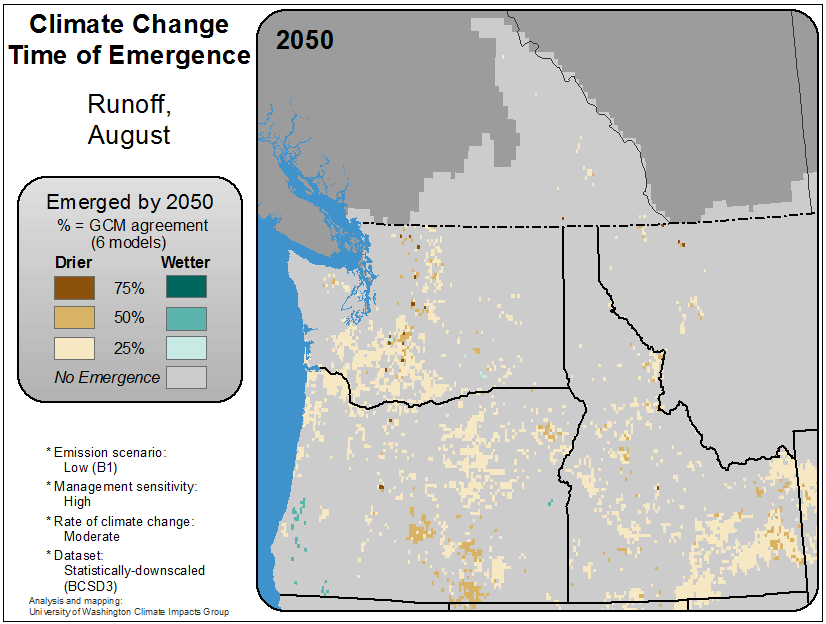 Climate Change
Time of Emergence
Runoff,
August
2050
Emerged by 2050
% = GCM agreement
(6 models)
Drier Wetter
75%
50%
25%
No Emergence
* Emission scenario:
Low (B1)
* Management sensitivity:
High
* Rate of climate change:
Moderate
* Dataset:
Statistically-downscaled
(BCSD3)
Analysis and mapping:
University of Washington Climate Impacts Group